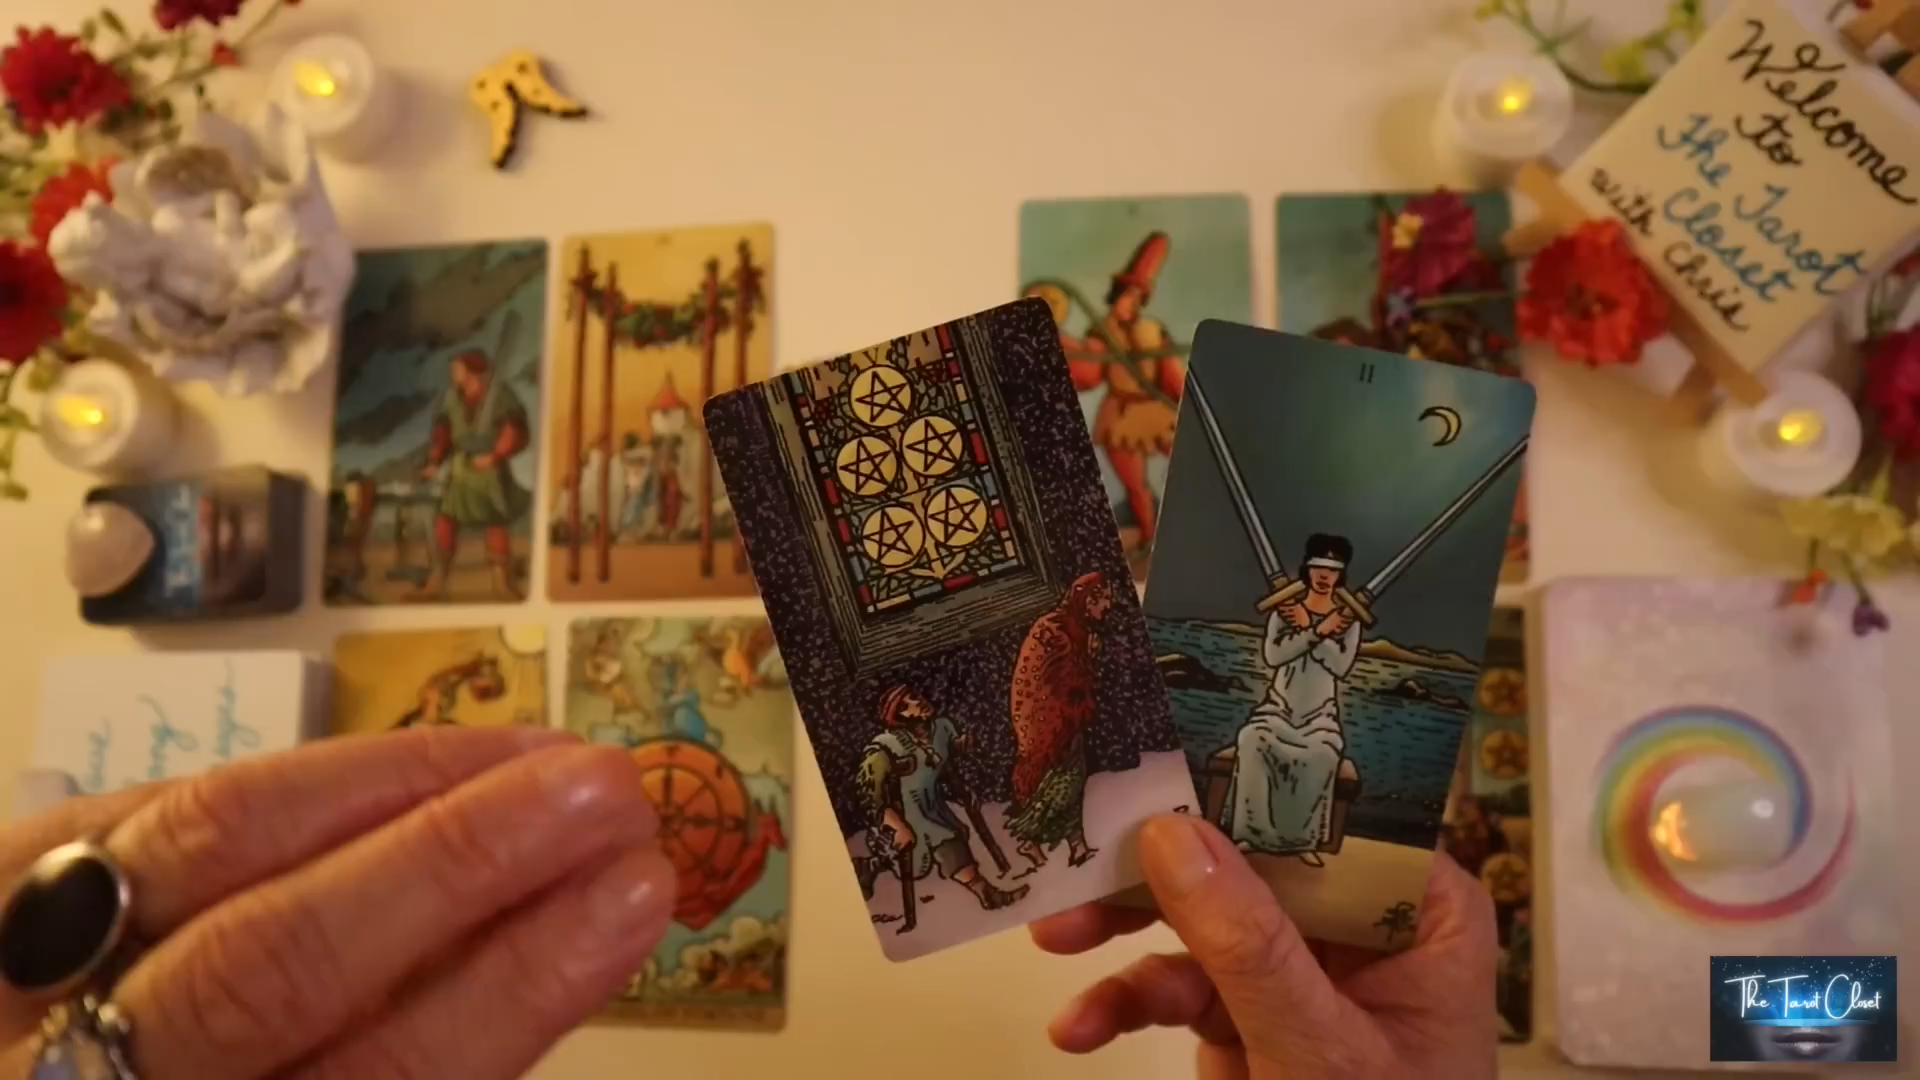 Welcome
to
The Tarot
Closet
with Chris
II
The Tarot Closet